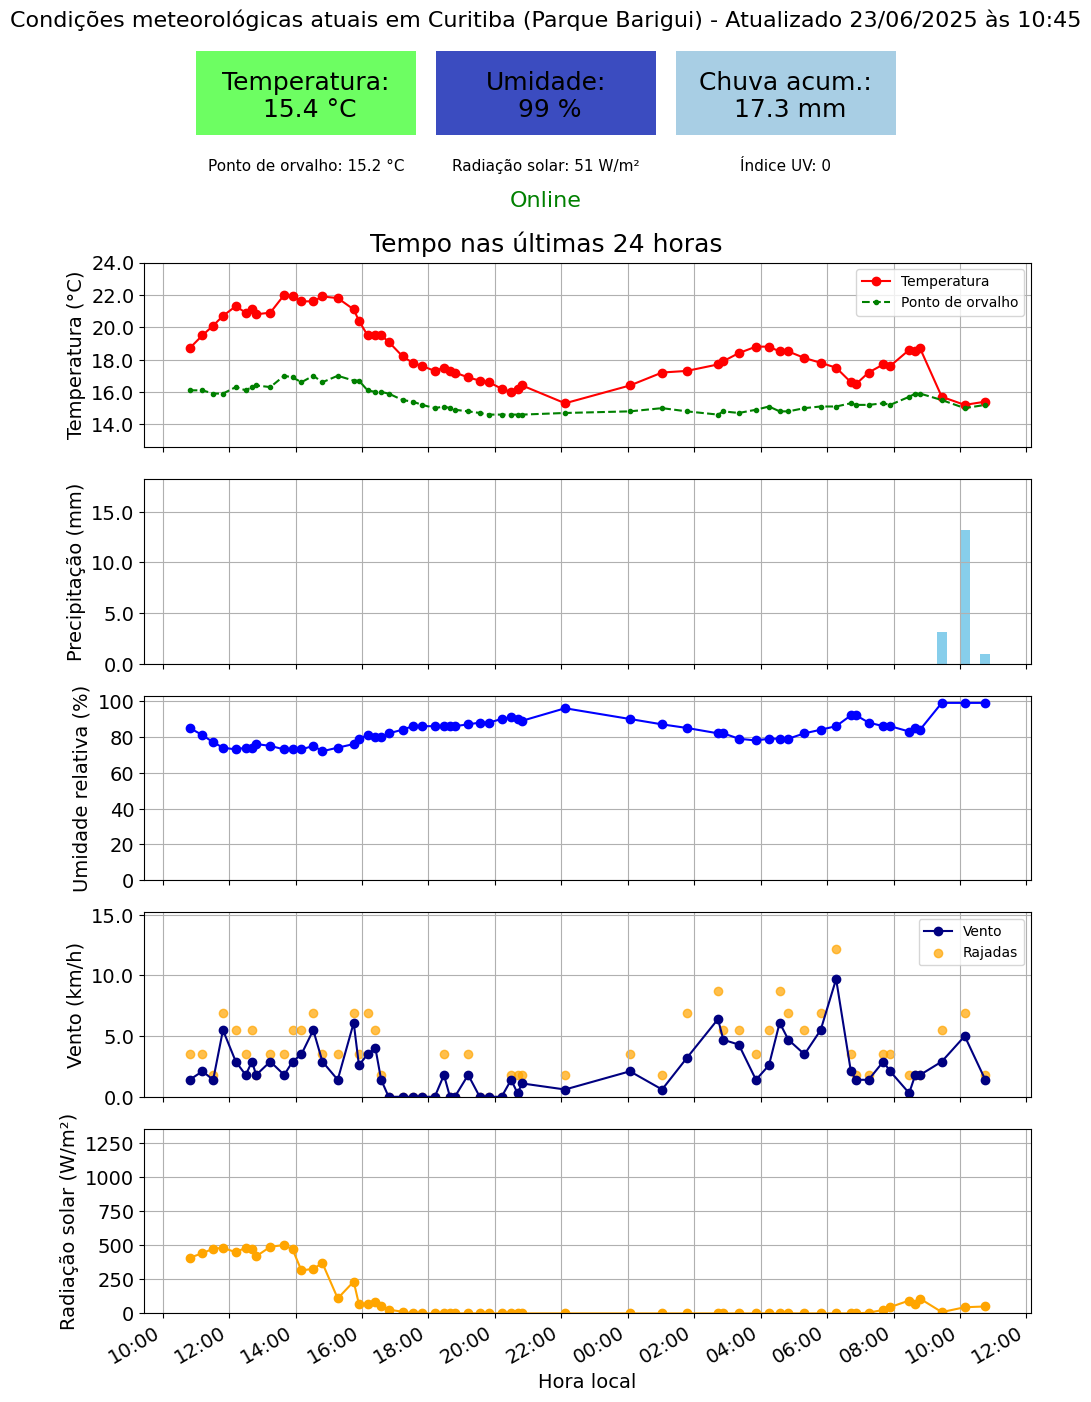 Condições meteorológicas atuais em Curitiba (Parque Barigui) - Atualizado 23/06/2025 às 10:45
Temperatura:
15.4 °C
Umidade:
99 %
Chuva acum.:
17.3 mm
Ponto de orvalho: 15.2 °C
Radiação solar: 51 W/m²
Índice UV: 0
Online
Tempo nas últimas 24 horas
Temperatura (°C)
24.0
22.0
20.0
18.0
16.0
14.0
Temperatura
Ponto de orvalho
Precipitação (mm)
15.0
10.0
5.0
0.0
Umidade relativa (%)
100
80
60
40
20
0
Vento (km/h)
15.0
10.0
5.0
0.0
Vento
Rajadas
Radiação solar (W/m²)
1250
1000
750
500
250
0
10:00
12:00
14:00
16:00
18:00
20:00
22:00
00:00
02:00
04:00
06:00
08:00
10:00
12:00
Hora local